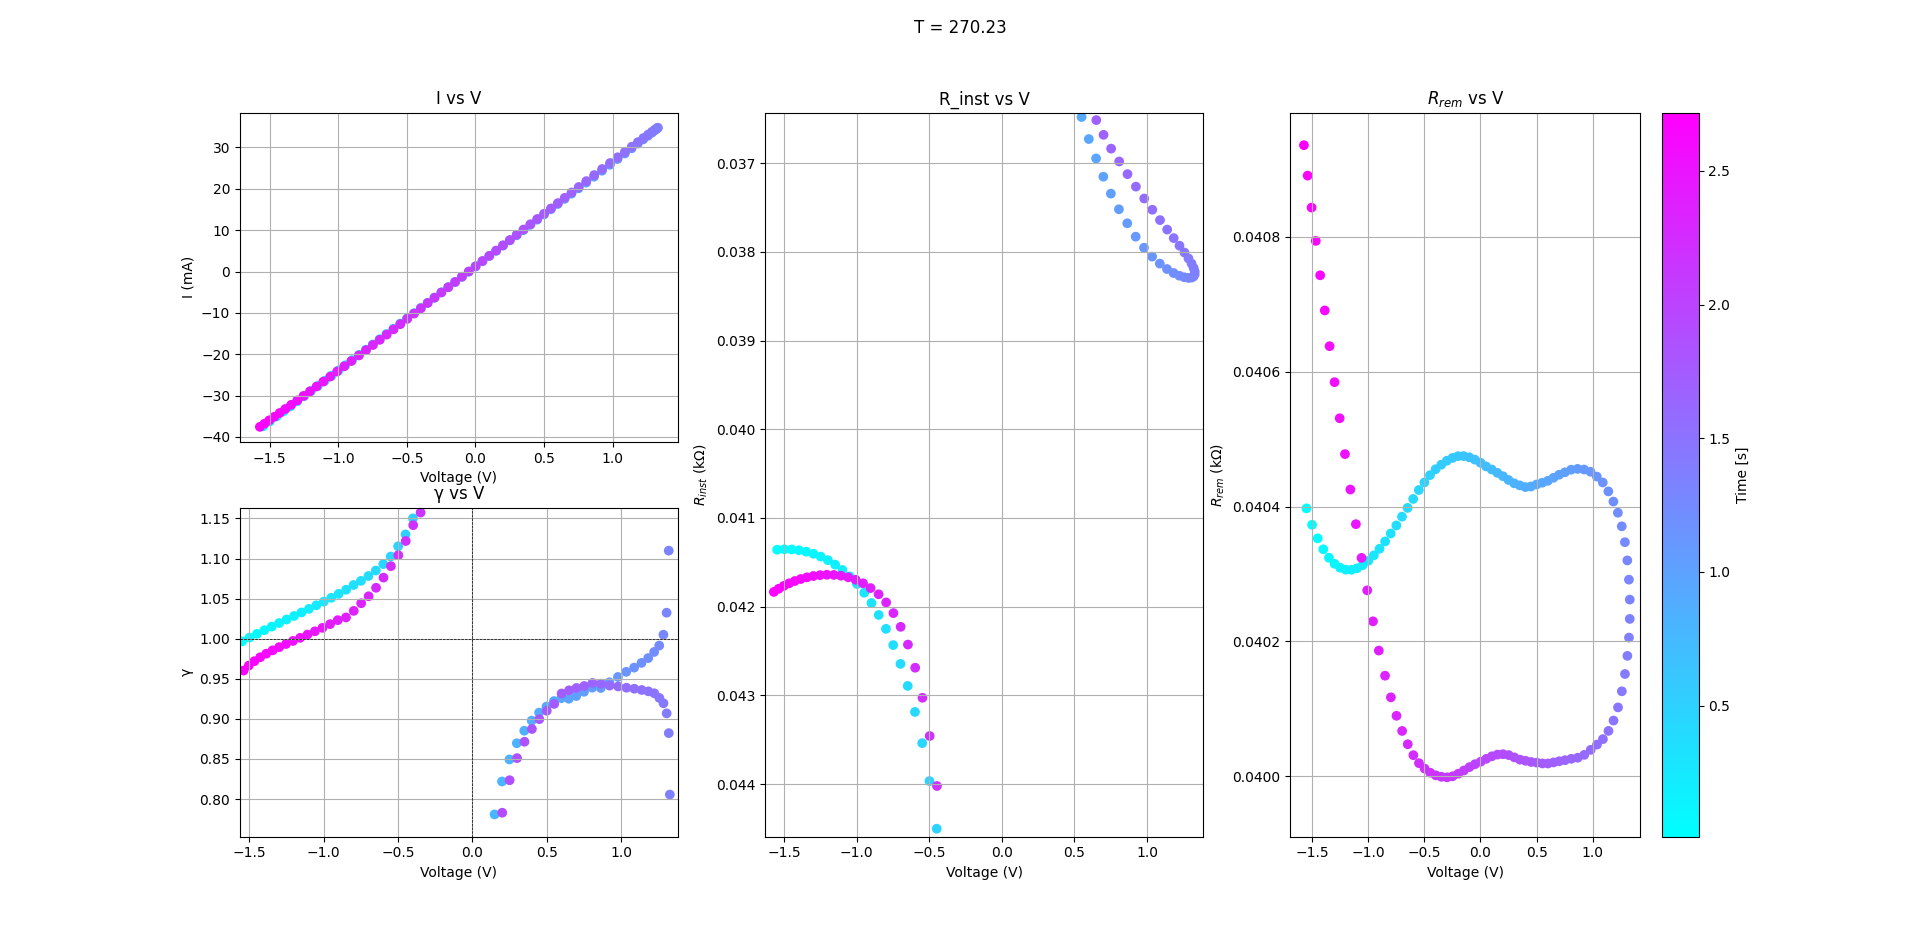 T = 270.23
I vs V
30
20
10
0
−10
−20
−30
−40
I (mA)
−1.5 −1.0 −0.5 0.0 0.5 1.0
Voltage (V)
γ vs V
1.15
1.10
1.05
1.00
0.95
0.90
0.85
0.80
γ
−1.5 −1.0 −0.5 0.0 0.5 1.0
Voltage (V)
R_inst vs V
0.037
0.038
0.039
0.040
0.041
0.042
0.043
0.044
R_inst (kΩ)
−1.5 −1.0 −0.5 0.0 0.5 1.0
Voltage (V)
R_rem vs V
0.0408
0.0406
0.0404
0.0402
0.0400
R_rem (kΩ)
−1.5 −1.0 −0.5 0.0 0.5 1.0
Voltage (V)
2.5
2.0
1.5
1.0
0.5
Time [s]